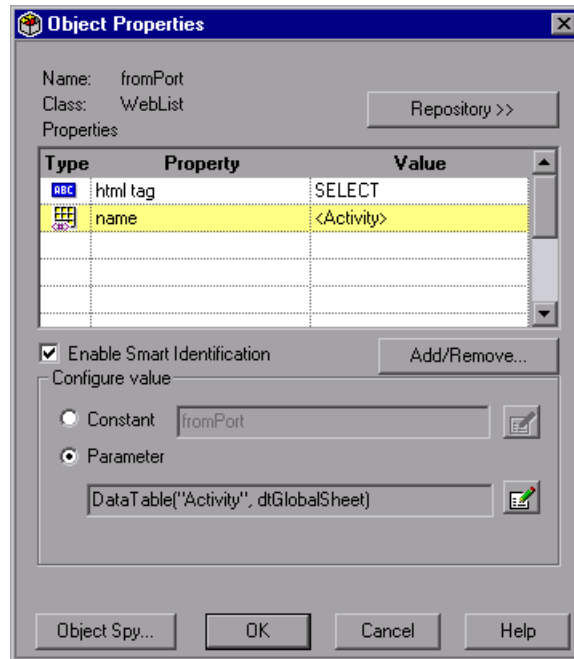 Object Properties
Name: fromPort
Class: WebList
Repository >>
Properties
Type Property Value
ABC html tag SELECT
name <Activity>
Enable Smart Identification
Add/Remove...
Configure value
Constant fromPort
Parameter
DataTable("Activity", dtGlobalSheet)
Object Spy... OK Cancel Help